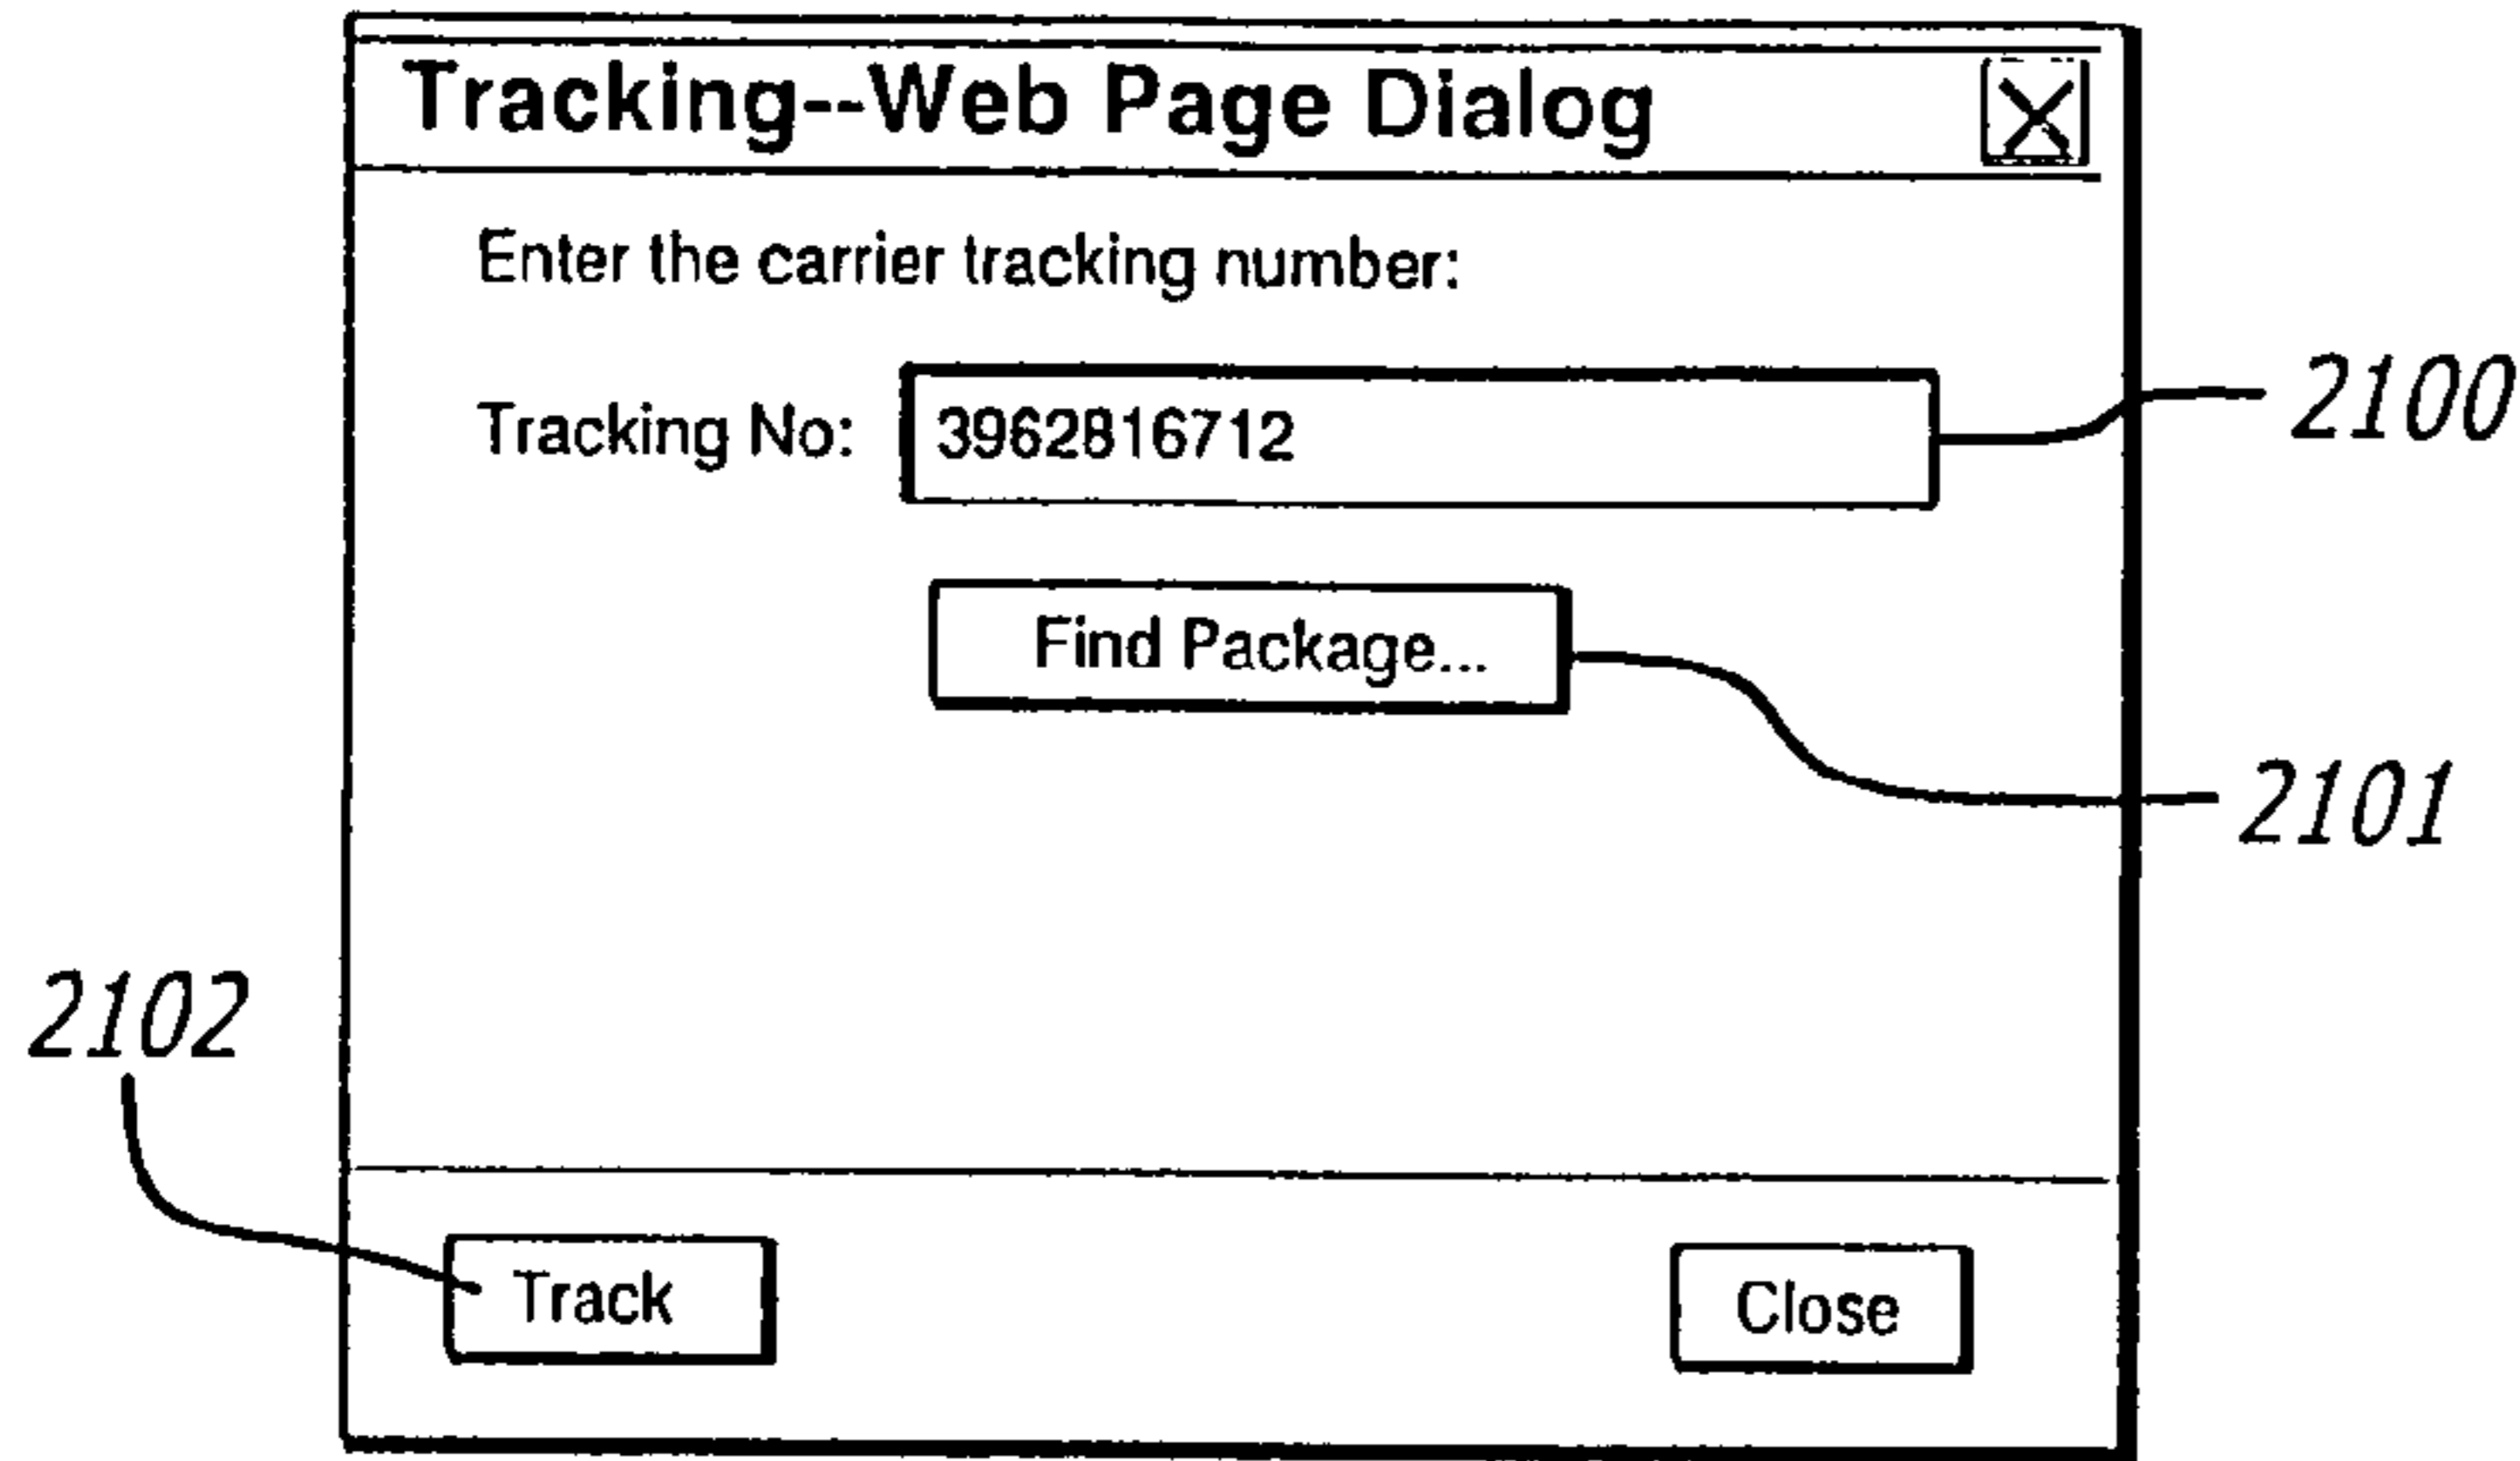 Tracking--Web Page Dialog
Enter the carrier tracking number:
Tracking No: 3962816712
2100
Find Package...
2101
2102
Track Close